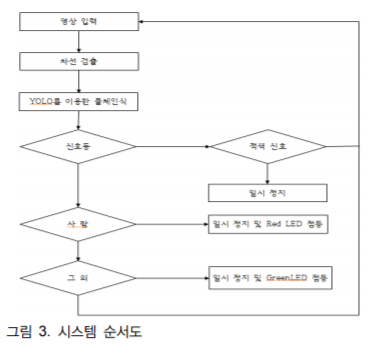 영상 입력
차선 검출
YOLO를 이용한 물체인식
신호등
적색 신호
일시 정지
사 람
일시 정지 및 Red LED 점등
그 외
일시 정지 및 GreenLED 점등
그림 3. 시스템 순서도